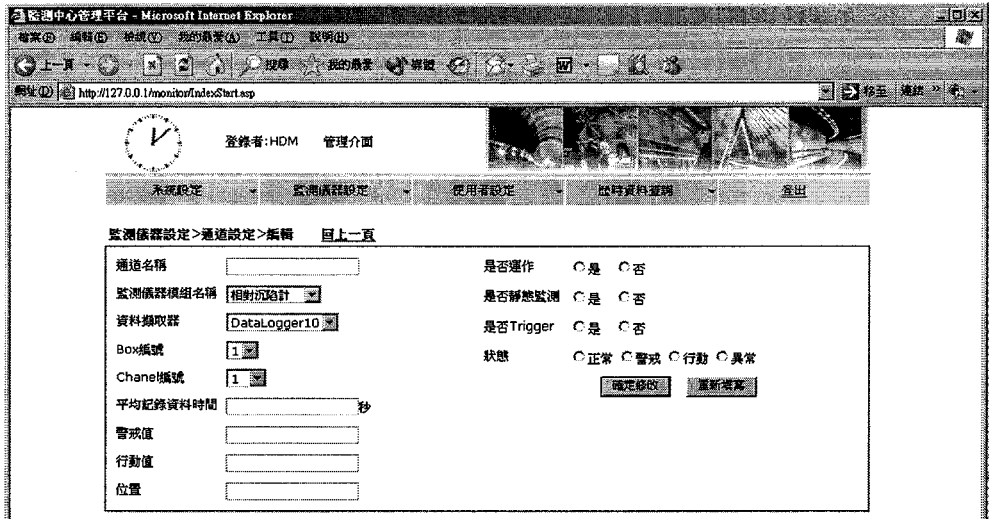 監測中心管理平台 - Microsoft Internet Explorer
檔案(F) 編輯(E) 檢視(V) 我的最愛(A) 工具(T) 說明(H)
上一頁 搜尋 我的最愛 媒體
網址(D) http://127.0.0.1/monitor/IndexStart.asp 移至 連結 »
登錄者:HDM 管理介面
系統設定 監測儀器設定 使用者設定 歷時資料查詢 登出
監測儀器設定>通道設定>編輯 回上一頁
通道名稱
監測儀器模組名稱 相對沉陷計
資料擷取器 DataLogger10
Box編號 1
Chanel編號 1
平均記錄資料時間 秒
警戒值
行動值
位置
是否運作 是 否
是否靜態監測 是 否
是否Trigger 是 否
狀態 正常 警戒 行動 異常
確定修改 重新填寫